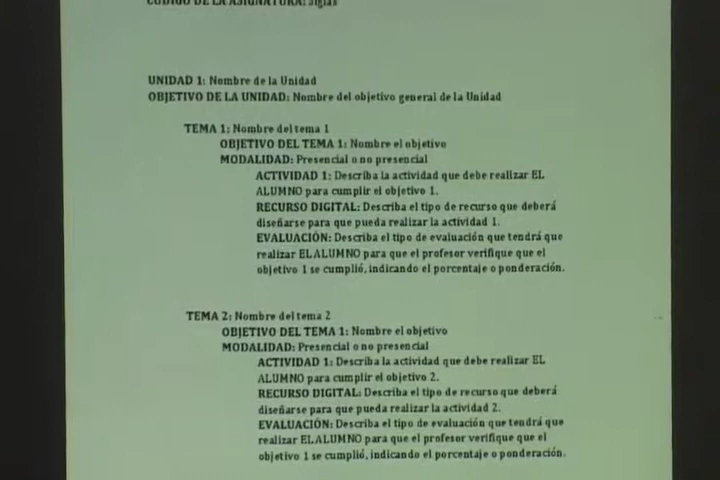 CÓDIGO DE LA ASIGNATURA: Siglas
UNIDAD 1: Nombre de la Unidad
OBJETIVO DE LA UNIDAD: Nombre del objetivo general de la Unidad
TEMA 1: Nombre del tema 1
OBJETIVO DEL TEMA 1: Nombre el objetivo
MODALIDAD: Presencial o no presencial
ACTIVIDAD 1: Describa la actividad que debe realizar EL
ALUMNO para cumplir el objetivo 1.
RECURSO DIGITAL: Describa el tipo de recurso que deberá
diseñarse para que pueda realizar la actividad 1.
EVALUACIÓN: Describa el tipo de evaluación que tendrá que
realizar EL ALUMNO para que el profesor verifique que el
objetivo 1 se cumplió, indicando el porcentaje o ponderación.
TEMA 2: Nombre del tema 2
OBJETIVO DEL TEMA 1: Nombre el objetivo
MODALIDAD: Presencial o no presencial
ACTIVIDAD 1: Describa la actividad que debe realizar EL
ALUMNO para cumplir el objetivo 2.
RECURSO DIGITAL: Describa el tipo de recurso que deberá
diseñarse para que pueda realizar la actividad 2.
EVALUACIÓN: Describa el tipo de evaluación que tendrá que
realizar EL ALUMNO para que el profesor verifique que el
objetivo 1 se cumplió, indicando el porcentaje o ponderación.